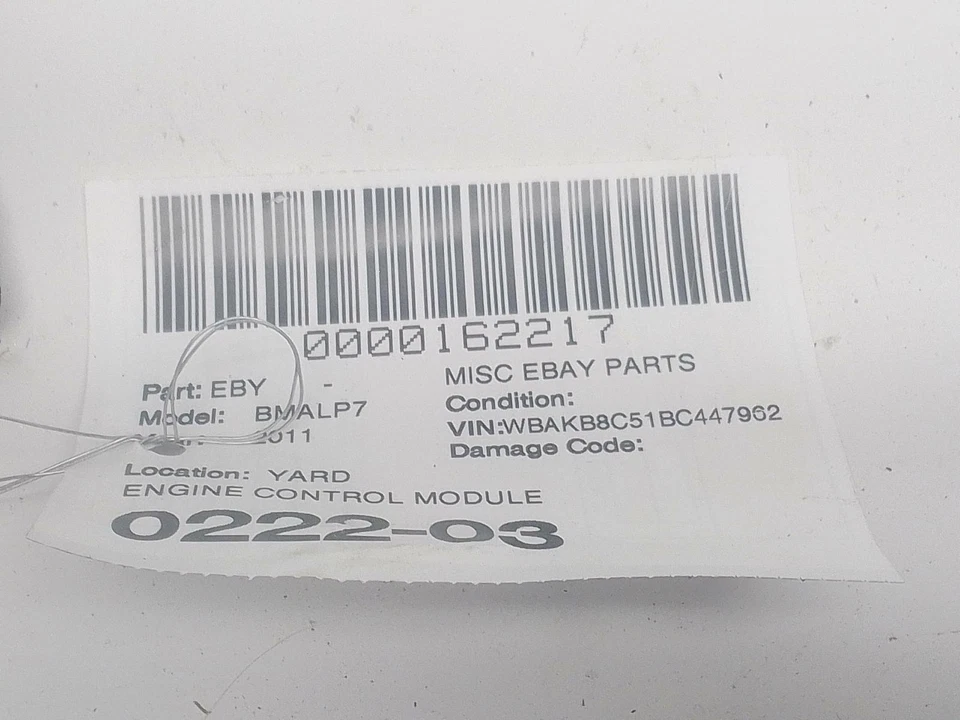 0000162217
Part: EBY - MISC EBAY PARTS
Model: BMALP7 Condition:
2011 VIN:WBAKB8C51BC447962
Damage Code:
Location: YARD
ENGINE CONTROL MODULE
0222-03